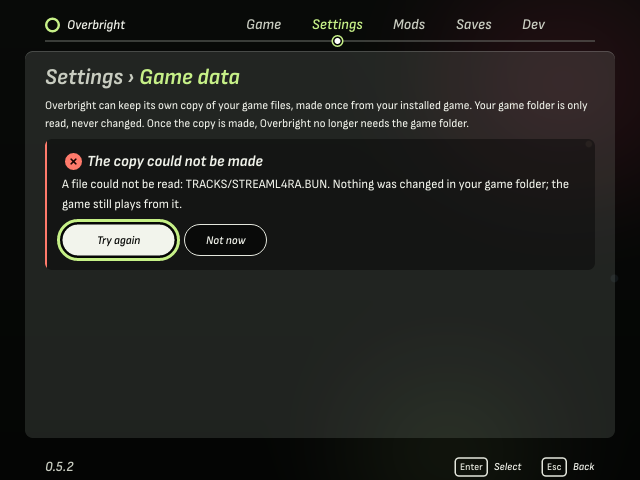 Overbright
Game
Settings
Mods
Saves
Dev
Settings › Game data
Overbright can keep its own copy of your game files, made once from your installed game. Your game folder is only
read, never changed. Once the copy is made, Overbright no longer needs the game folder.
The copy could not be made
A file could not be read: TRACKS/STREAML4RA.BUN. Nothing was changed in your game folder; the
game still plays from it.
Try again
Not now
0.5.2
Enter
Select
Esc
Back